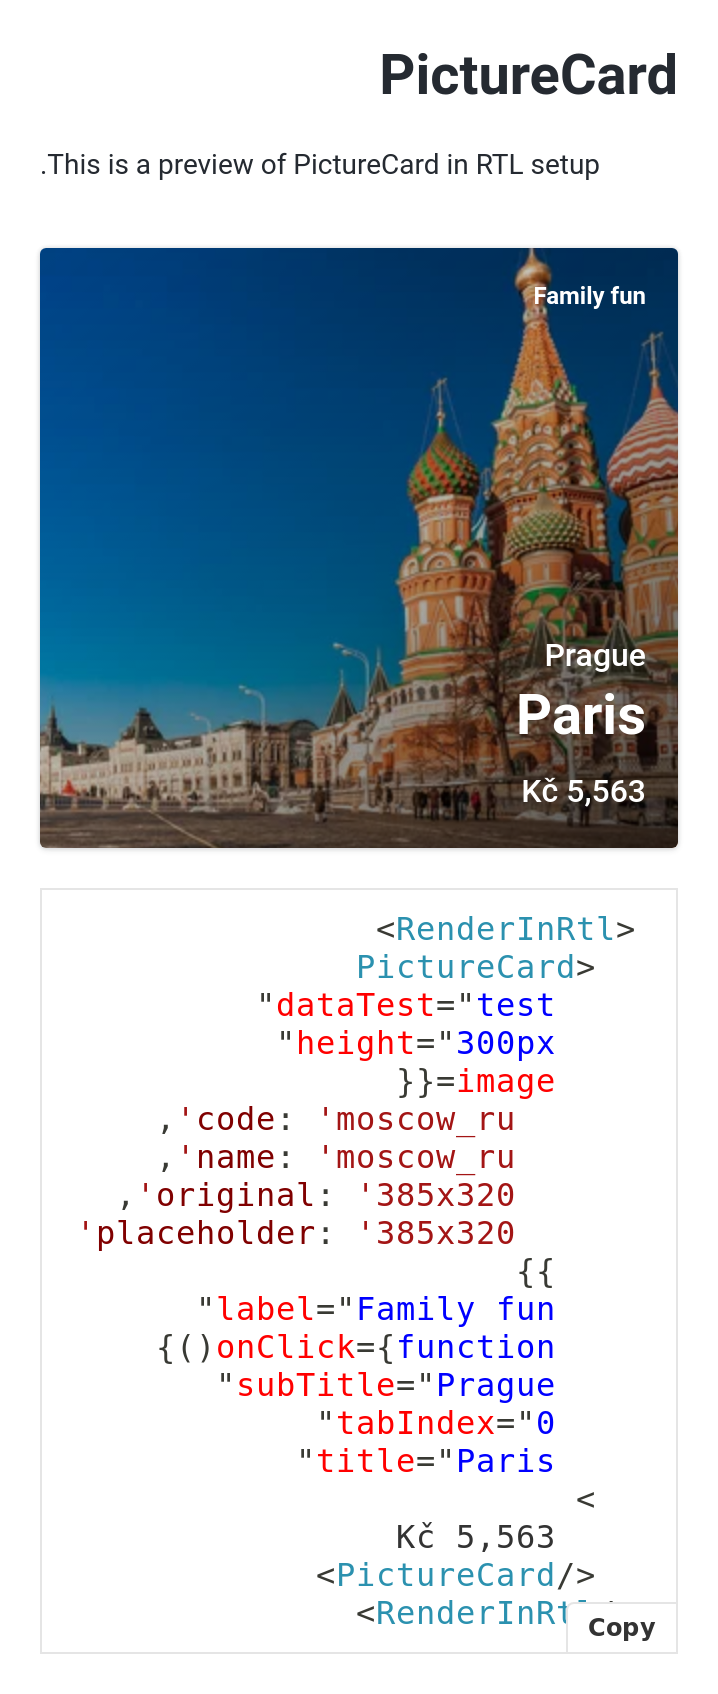 PictureCard
.This is a preview of PictureCard in RTL setup
Family fun
Prague
Paris
Kč 5,563
<RenderInRtl>
PictureCard>
"dataTest="test
"height="300px
}}=image
,'code: 'moscow_ru
,'name: 'moscow_ru
,'original: '385x320
'placeholder: '385x320
{{
"label="Family fun
{()onClick={function
"subTitle="Prague
"tabIndex="0
"title="Paris
<
Kč 5,563
<PictureCard/>
<RenderInRtl
Copy